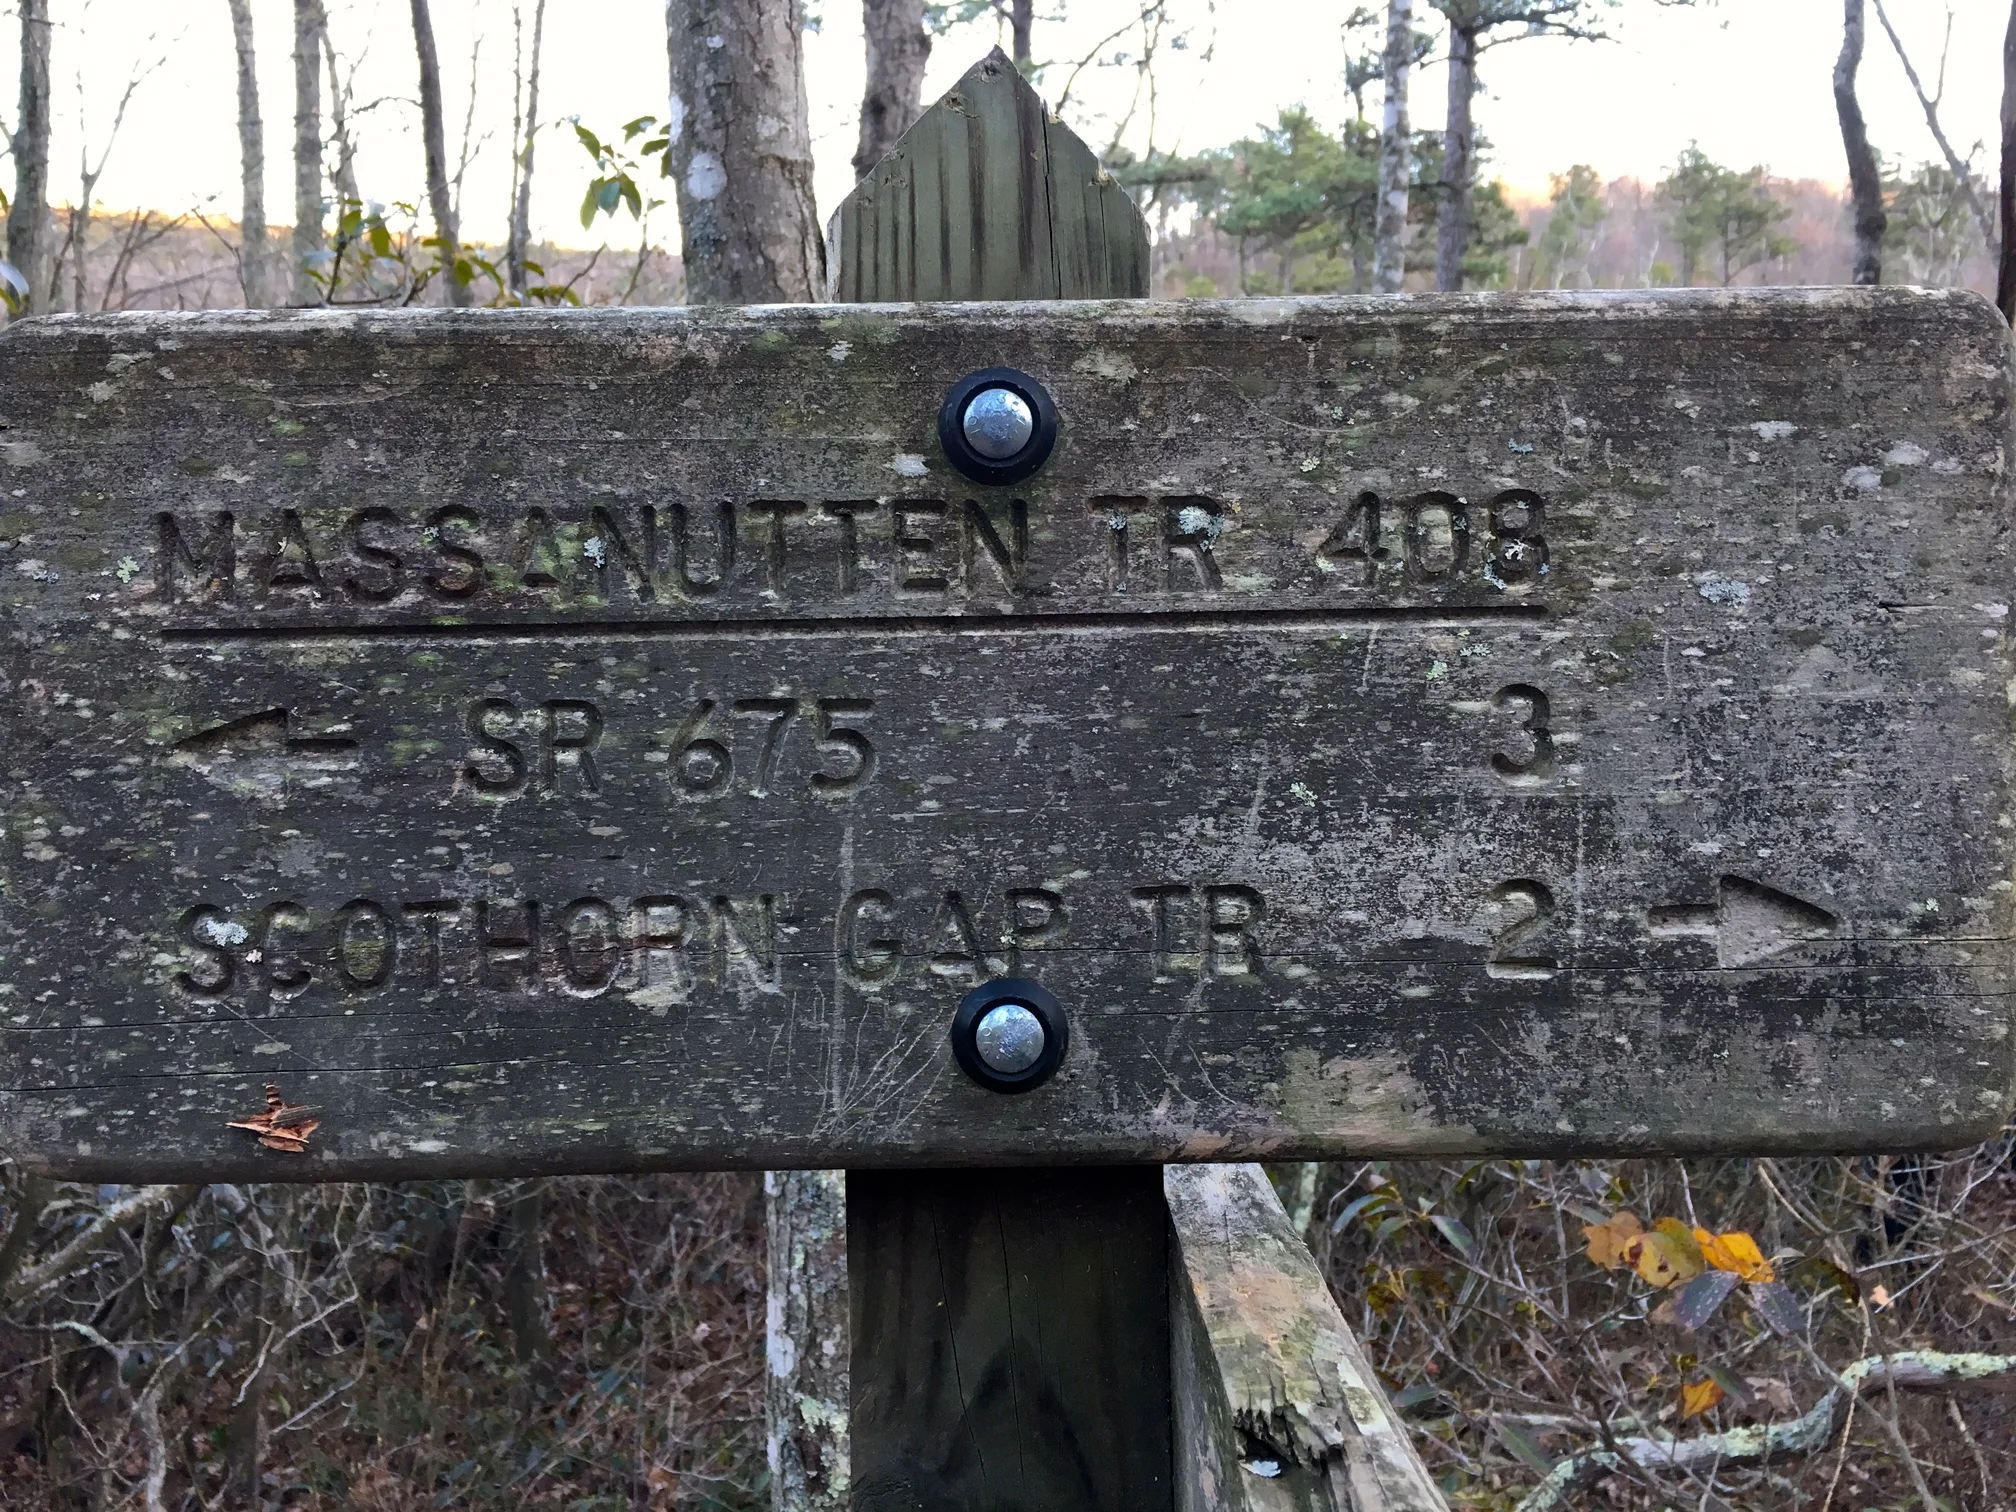 MASSANUTTEN TR 408
← SR 675 3
SCOTHORN GAP TR 2 →